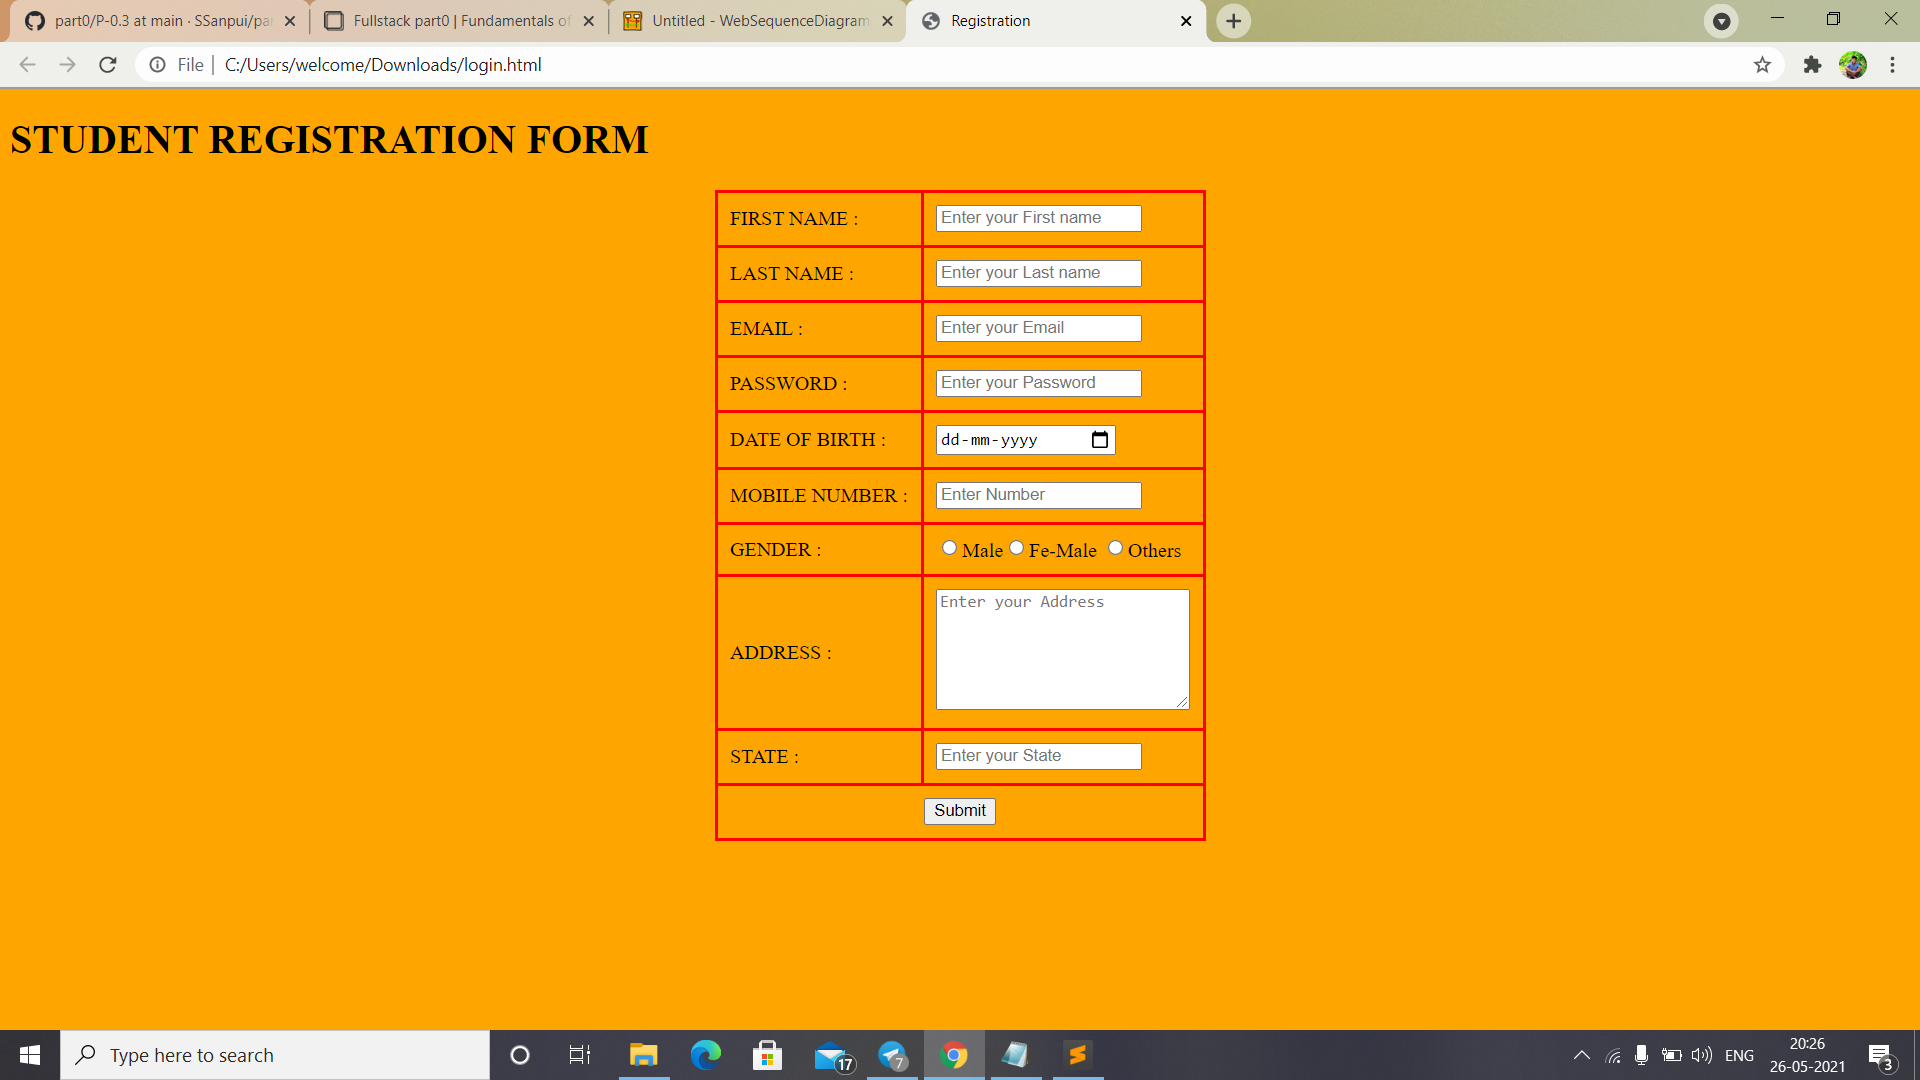 part0/P-0.3 at main · SSanpui/pa
Fullstack part0 | Fundamentals of
Untitled - WebSequenceDiagram
Registration
File | C:/Users/welcome/Downloads/login.html
STUDENT REGISTRATION FORM
FIRST NAME : Enter your First name
LAST NAME : Enter your Last name
EMAIL : Enter your Email
PASSWORD : Enter your Password
DATE OF BIRTH : dd-mm-yyyy
MOBILE NUMBER : Enter Number
GENDER : Male Fe-Male Others
ADDRESS : Enter your Address
STATE : Enter your State
Submit
Type here to search
17
7
ENG
20:26
26-05-2021
3